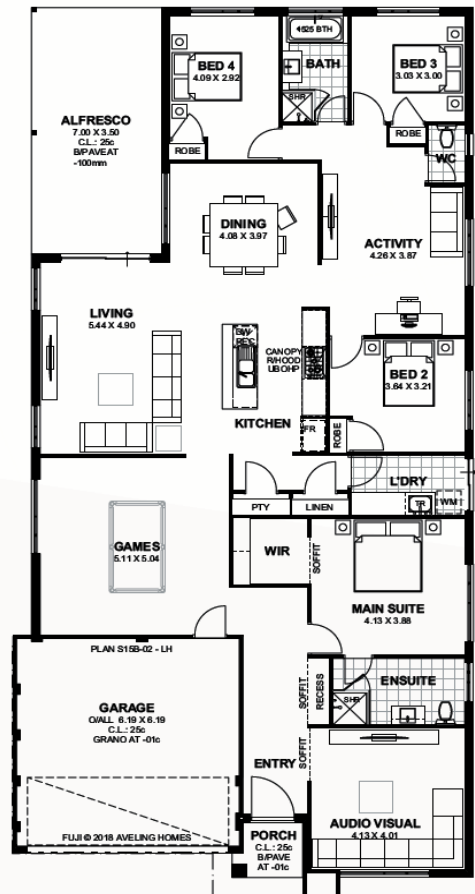 4525 BTH
BED 4
4.09 X 2.92
BATH
BED 3
3.03 X 3.00
SHR
ALFRESCO
7.00 X 3.50
C.L.: 25c
B/PAVEAT
-100mm
ROBE
ROBE
WC
DINING
4.08 X 3.97
ACTIVITY
4.26 X 3.87
LIVING
5.44 X 4.90
DW
REC
CANOPY
R/HOOD
UBOHP
BED 2
3.64 X 3.21
KITCHEN
FR
ROBE
L'DRY
PTY
LINEN
TR
WM
GAMES
5.11 X 5.04
WIR
SOFFIT
MAIN SUITE
4.13 X 3.88
PLAN S15B-02 - LH
GARAGE
O/ALL 6.19 X 6.19
C.L.: 25c
GRANO AT -01c
SOFFIT
RECESS
ENSUITE
SHR
SOFFIT
ENTRY
AUDIO VISUAL
4.13 X 4.01
FUJI © 2018 AVELING HOMES
PORCH
C.L.: 25c
B/PAVE
AT -01c